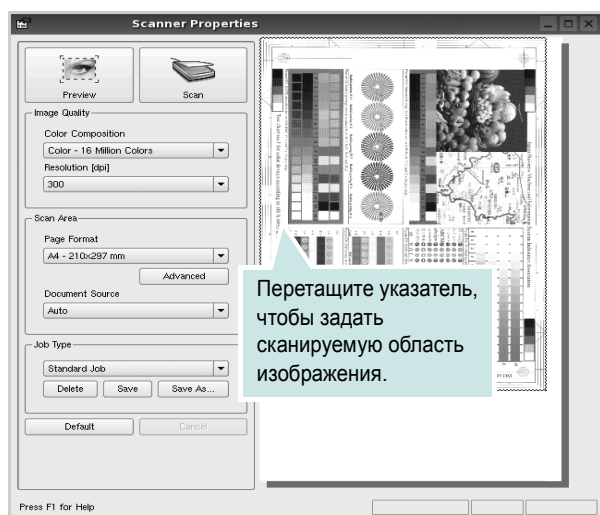 Scanner Properties
Preview
Scan
Image Quality
Color Composition
Color - 16 Million Colors
Resolution [dpi]
300
Scan Area
Page Format
A4 - 210x297 mm
Advanced
Document Source
Auto
Job Type
Standard Job
Delete
Save
Save As...
Default
Cancel
Press F1 for Help
Перетащите указатель,
чтобы задать
сканируемую область
изображения.